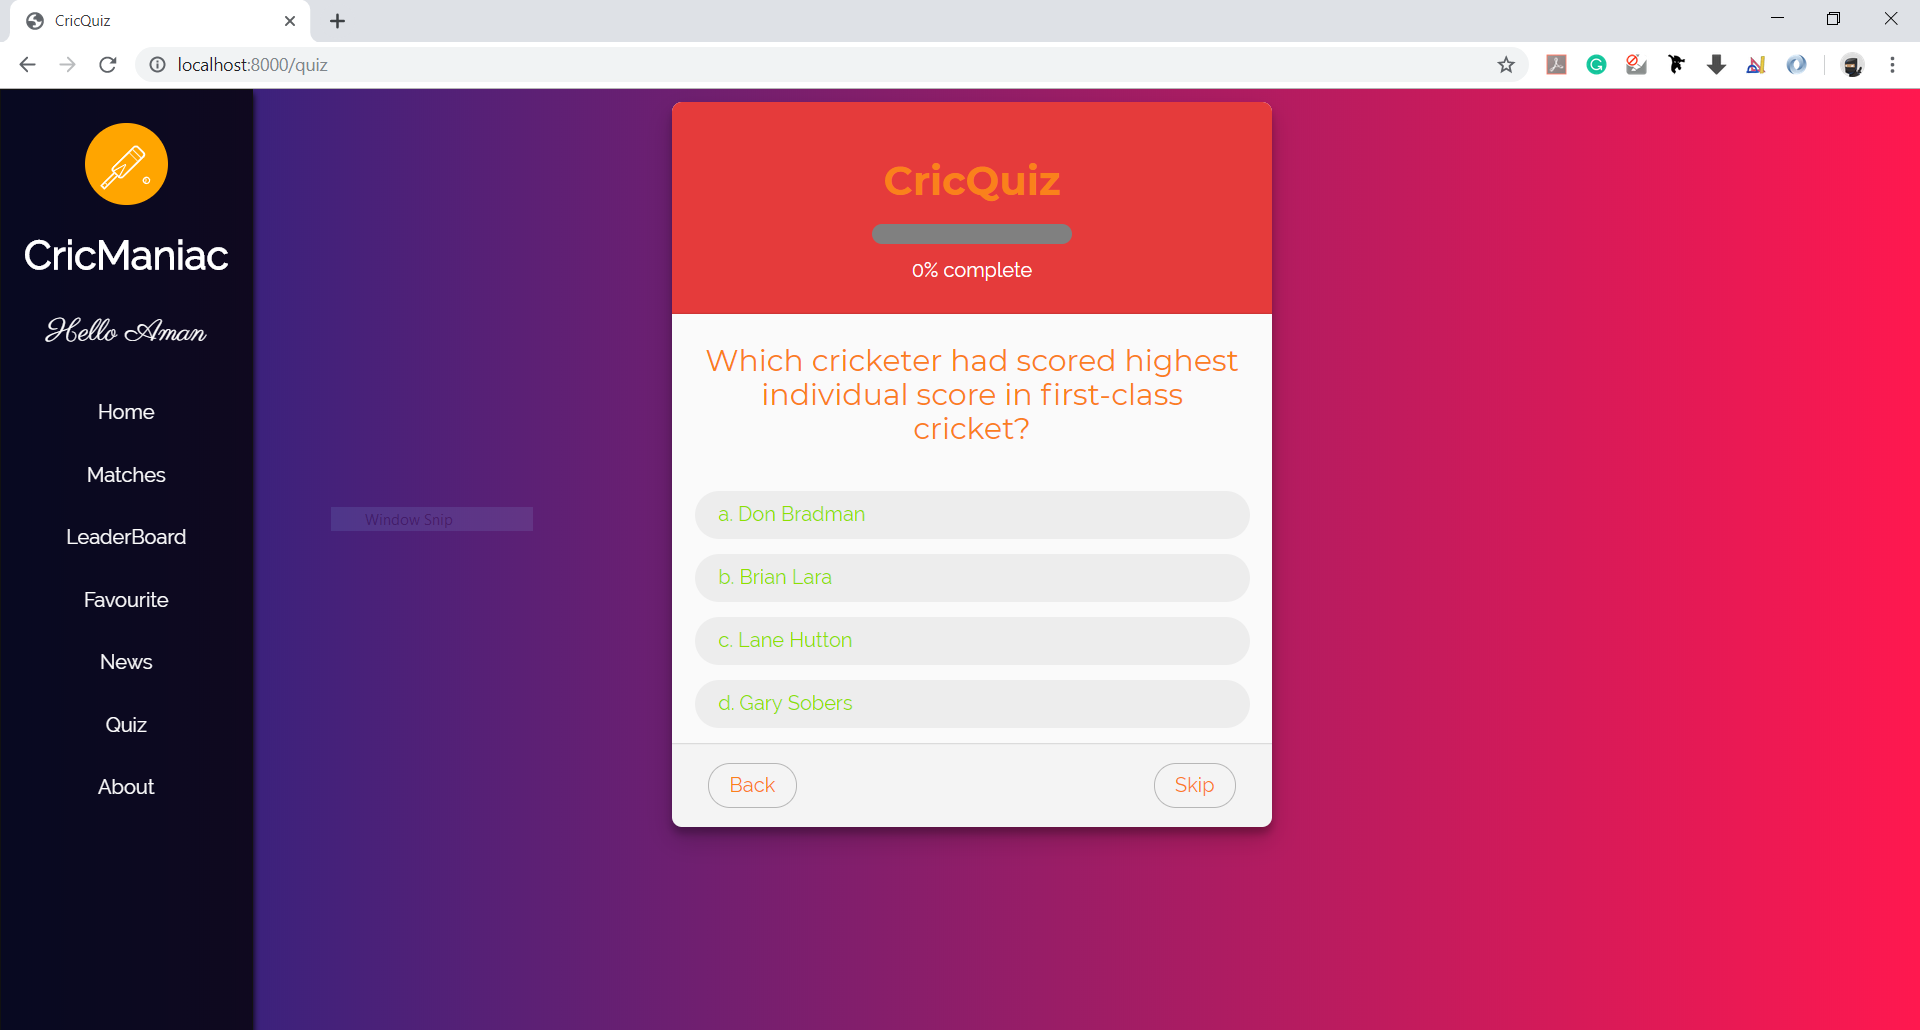 CricQuiz
localhost:8000/quiz
CricManiac
Hello Aman
Home
Matches
LeaderBoard
Favourite
News
Quiz
About
Window Snip
CricQuiz
0% complete
Which cricketer had scored highest
individual score in first-class
cricket?
a. Don Bradman
b. Brian Lara
c. Lane Hutton
d. Gary Sobers
Back
Skip